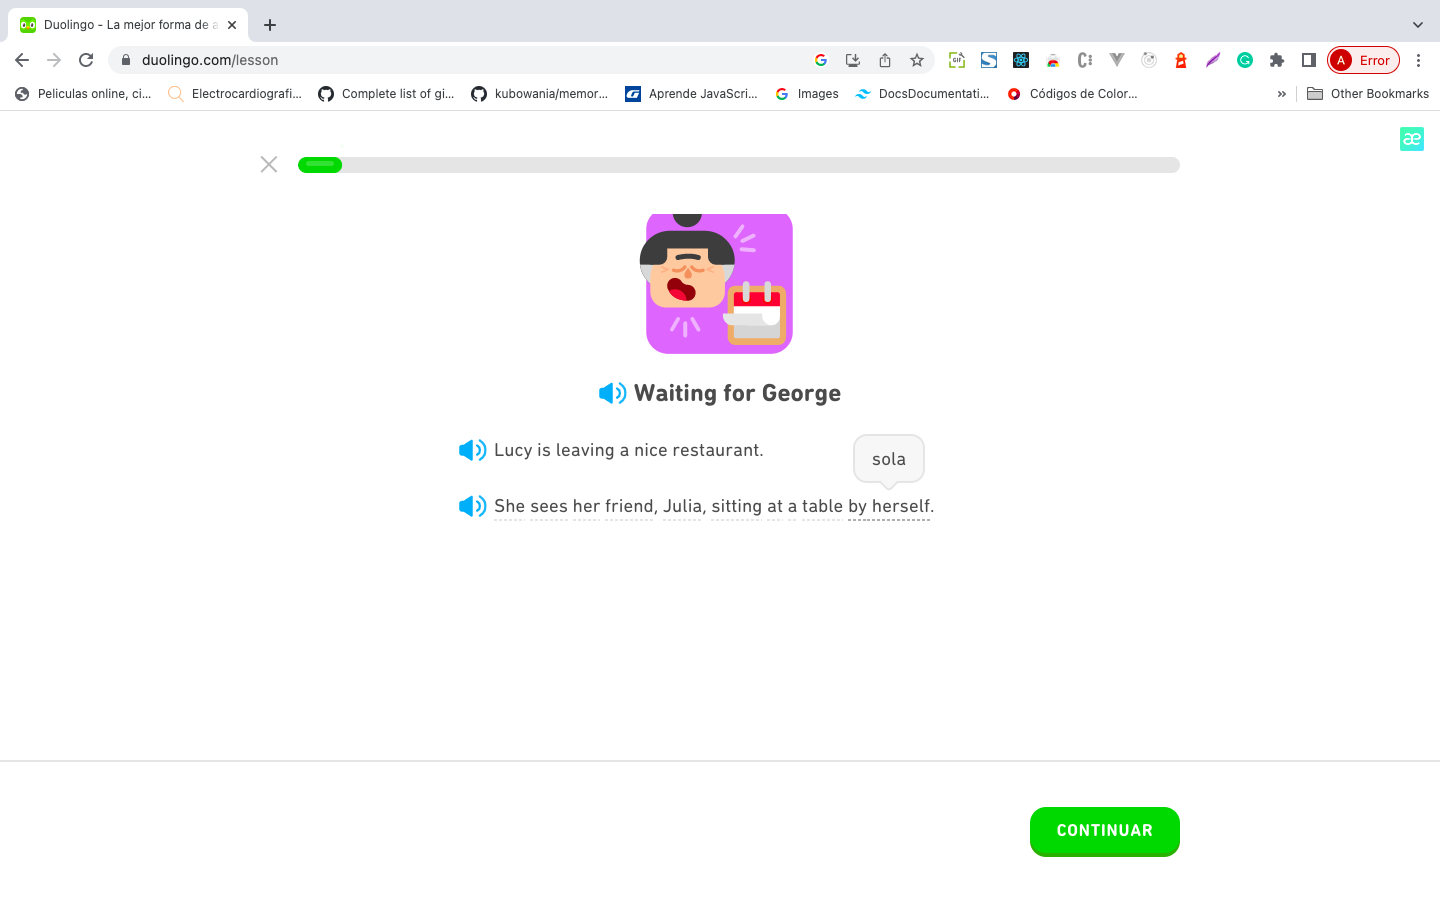 Duolingo - La mejor forma de a
duolingo.com/lesson
GIF
A Error
Peliculas online, ci...
Electrocardiografi...
Complete list of gi...
kubowania/memor...
Aprende JavaScri...
Images
DocsDocumentati...
Códigos de Color...
»
Other Bookmarks
æ
Waiting for George
Lucy is leaving a nice restaurant.
sola
She sees her friend, Julia, sitting at a table by herself.
CONTINUAR